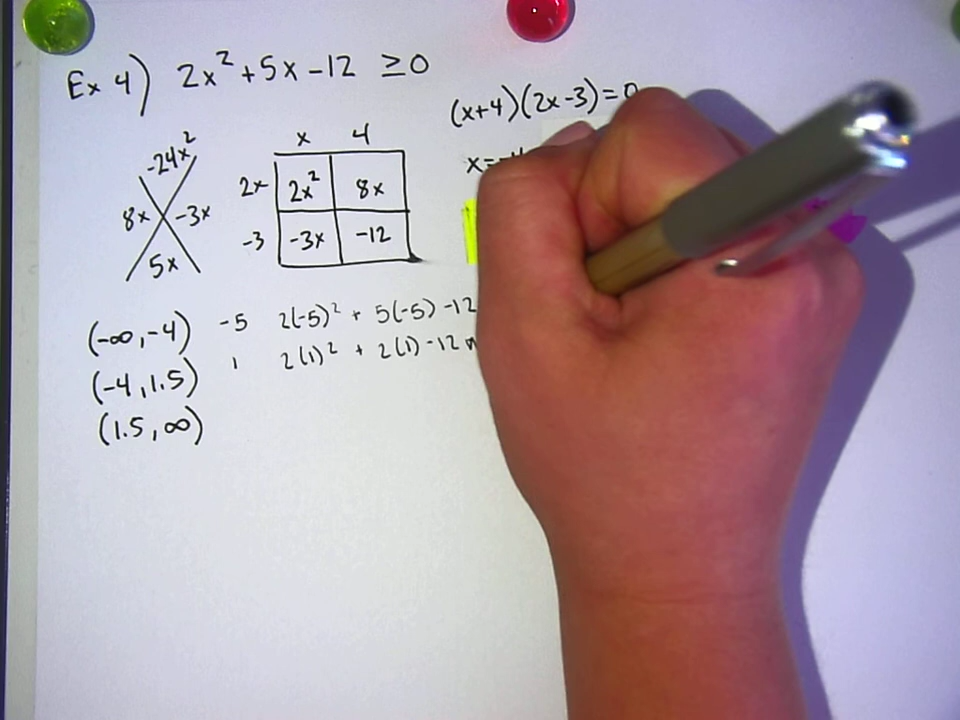 Ex 4) 2x² + 5x - 12 ≥ 0
(x+4)(2x-3) = 0
x 4
-24x²
x =
2x 2x² 8x
8x -3x
-3 -3x -12
5x
(-∞, -4) -5 2(-5)² + 5(-5) -12
(-4, 1.5) 1 2(1)² + 2(1) -12
(1.5, ∞)